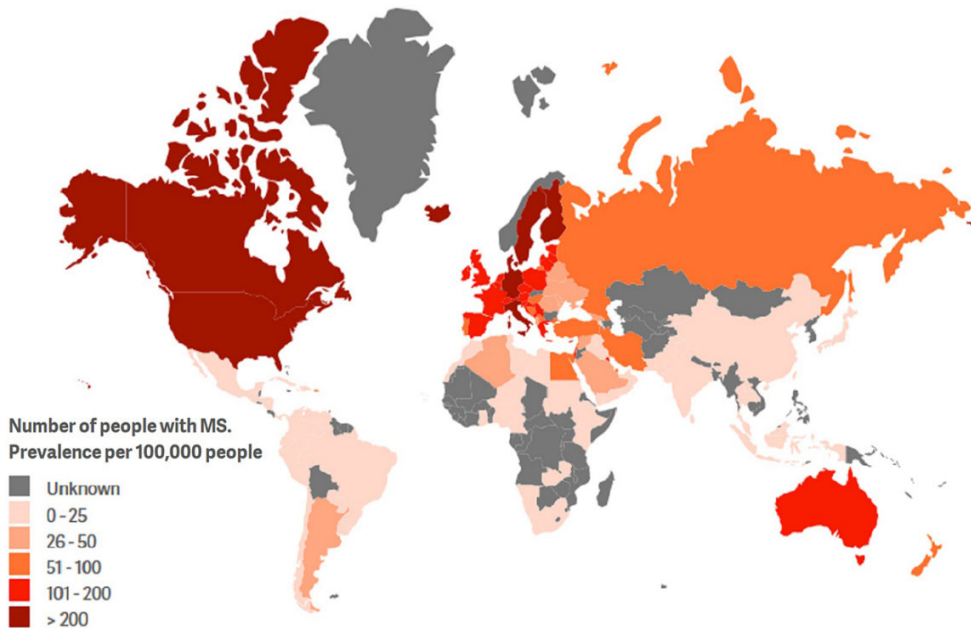 Number of people with MS.
Prevalence per 100,000 people
Unknown
0 - 25
26 - 50
51 - 100
101 - 200
> 200